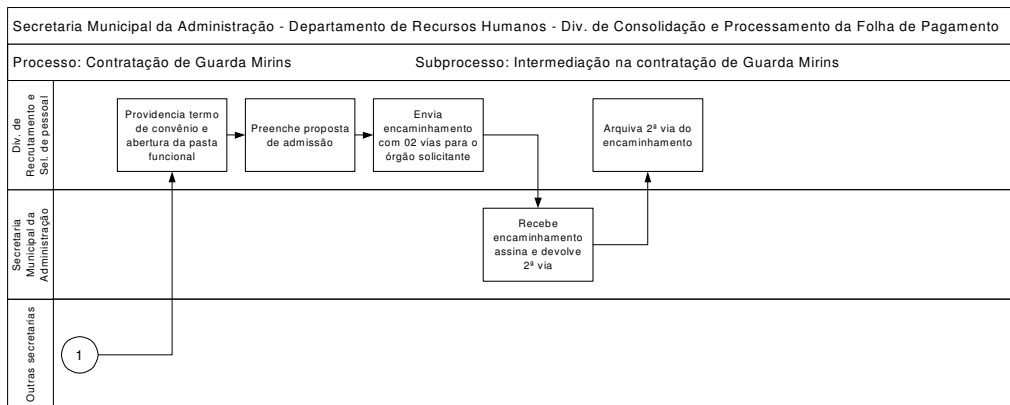 Secretaria Municipal da Administração - Departamento de Recursos Humanos - Div. de Consolidação e Processamento da Folha de Pagamento
Processo: Contratação de Guarda Mirins
Subprocesso: Intermediação na contratação de Guarda Mirins
Div. de
Recrutamento e
Sel. de pessoal
Providencia termo
de convênio e
abertura da pasta
funcional
Preenche proposta
de admissão
Envia
encaminhamento
com 02 vias para o
órgão solicitante
Arquiva 2ª via do
encaminhamento
Secretaria
Municipal da
Administração
Recebe
encaminhamento
assina e devolve
2ª via
Outras secretarias
1